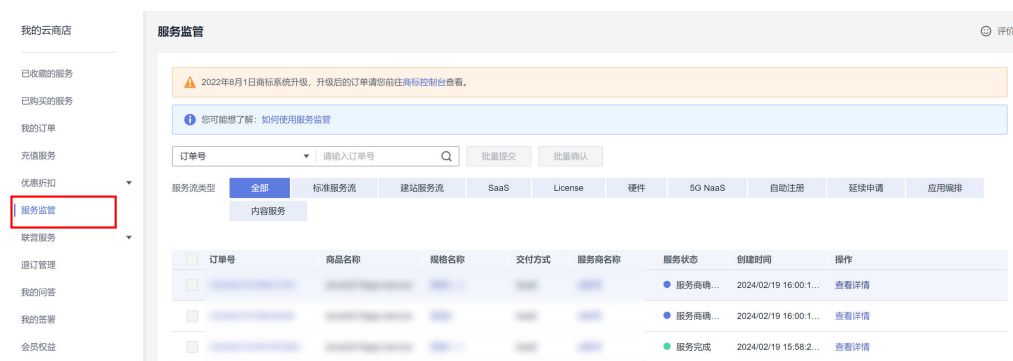 我的云商店
服务监管
评价
已收藏的服务
已购买的服务
我的订单
充值服务
优惠折扣
服务监管
联营服务
退订管理
我的问答
我的签署
会员权益
2022年8月1日商标系统升级，升级后的订单请您前往商标控制台查看。
您可能想了解：如何使用服务监管
订单号 请输入订单号 批量提交 批量确认
服务流类型 全部 标准服务流 建站服务流 SaaS License 硬件 5G NaaS 自助注册 延续申请 应用编排
内容服务
订单号 商品名称 规格名称 交付方式 服务商名称 服务状态 创建时间 操作
服务商确... 2024/02/19 16:00:1... 查看详情
服务商确... 2024/02/19 16:00:1... 查看详情
服务完成 2024/02/19 15:58:2... 查看详情